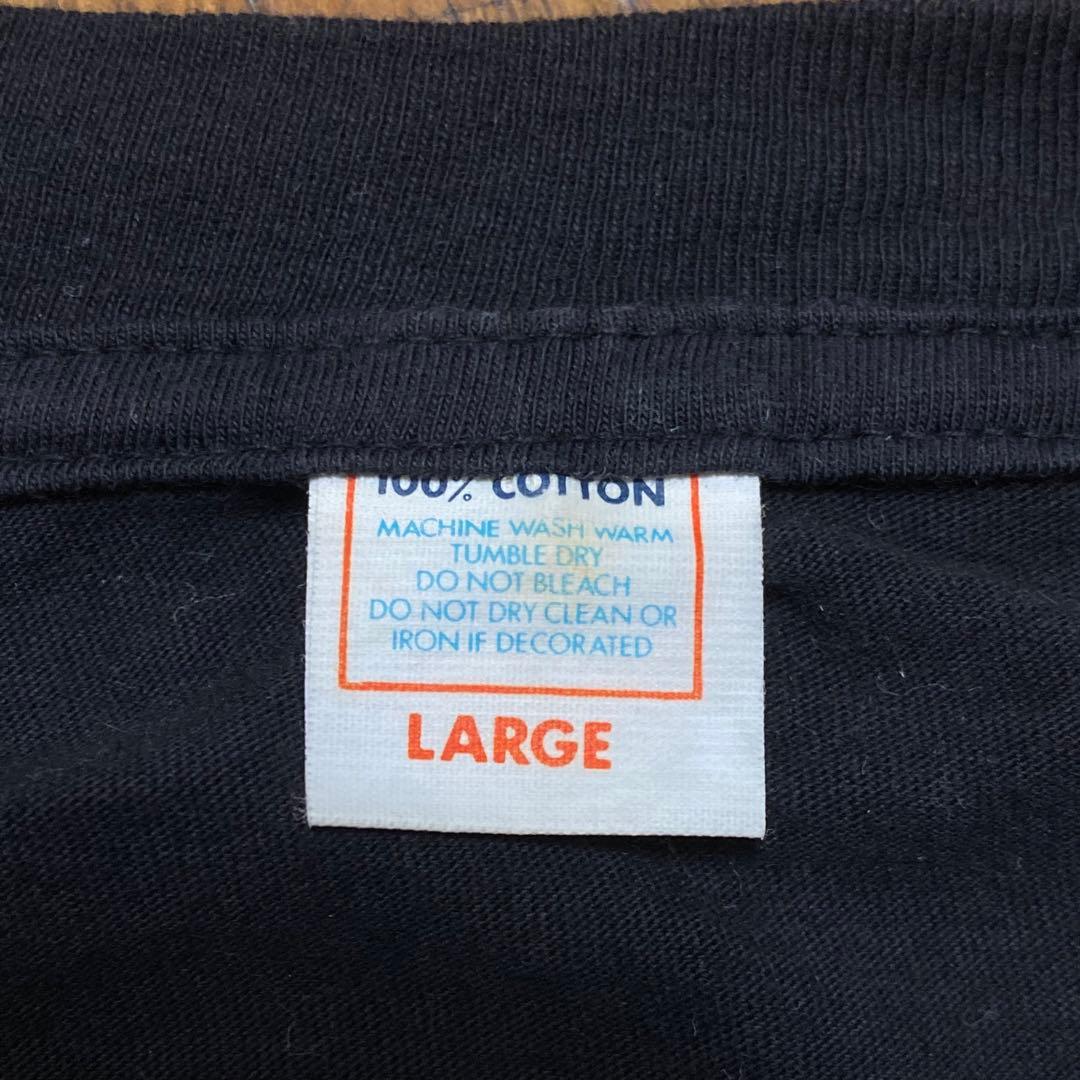 100% COTTON
MACHINE WASH WARM
TUMBLE DRY
DO NOT BLEACH
DO NOT DRY CLEAN OR
IRON IF DECORATED
LARGE